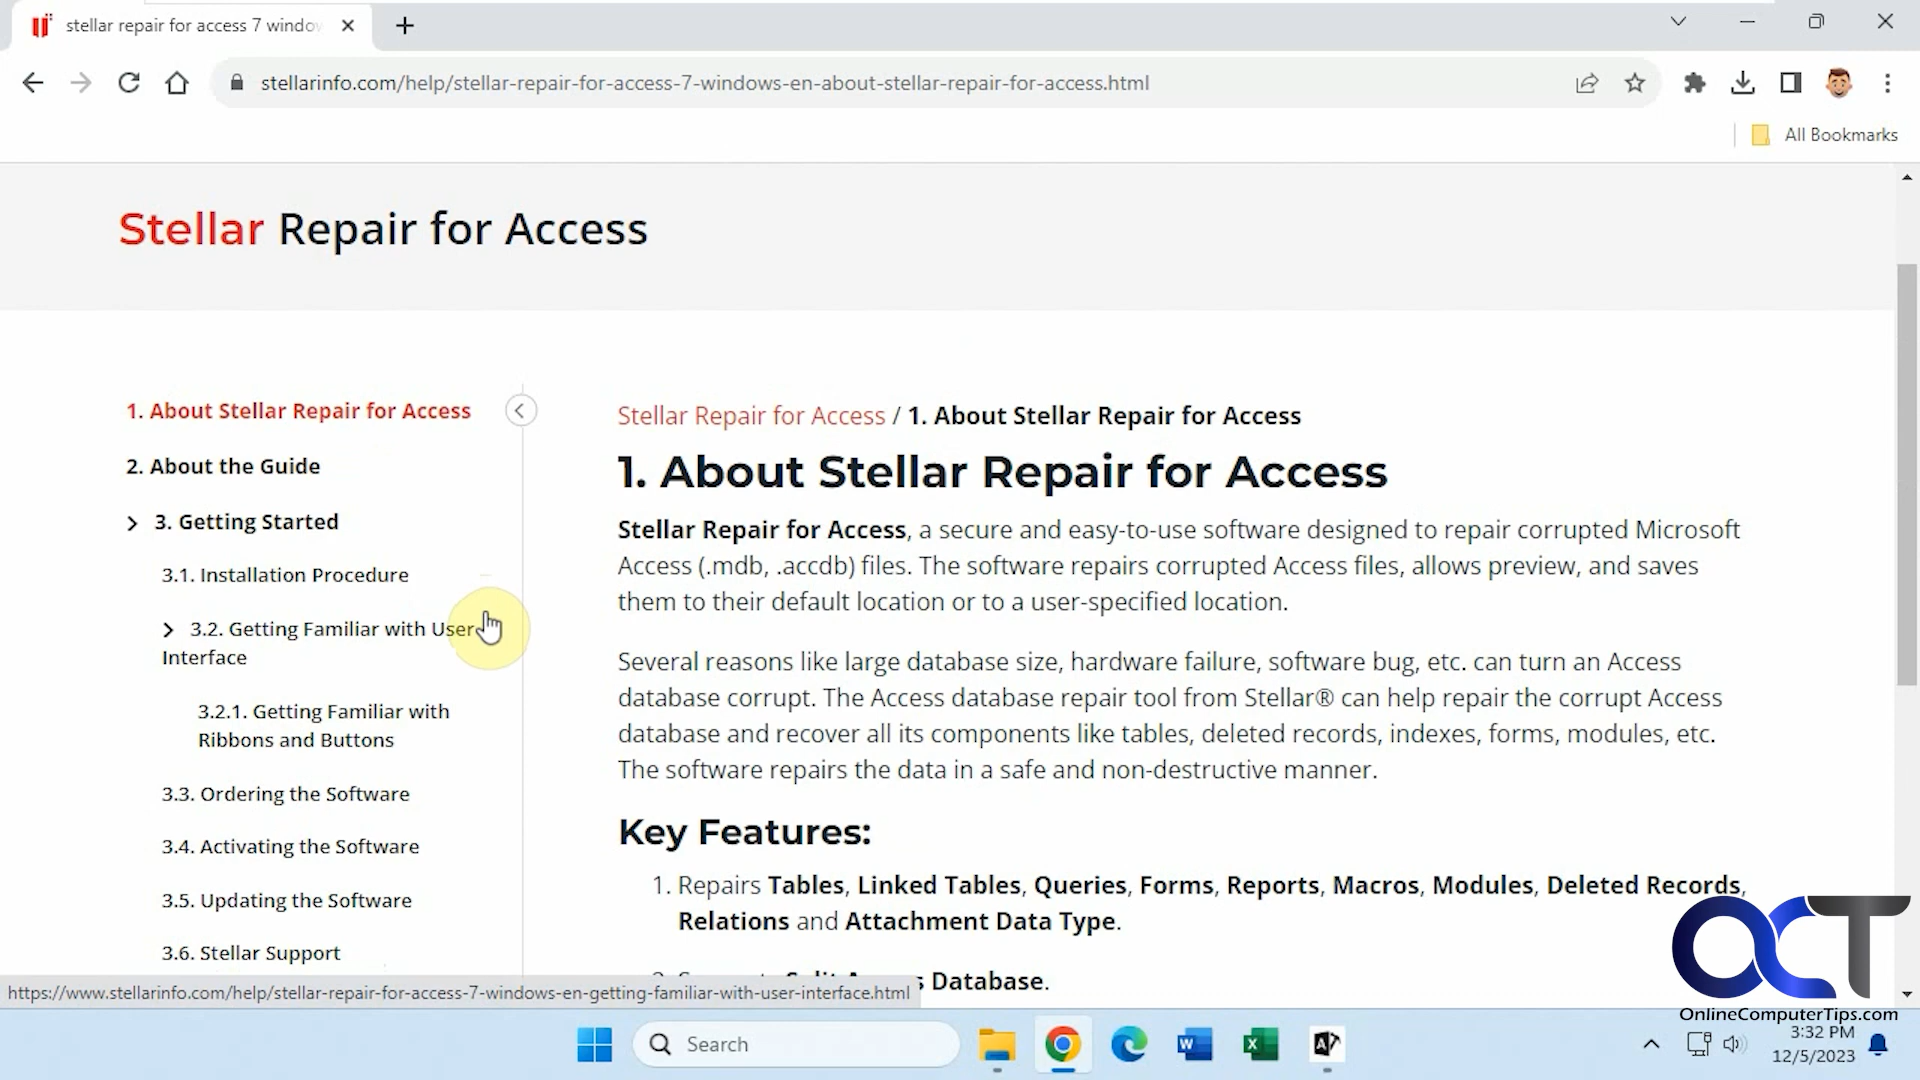 stellar repair for access 7 windo
stellarinfo.com/help/stellar-repair-for-access-7-windows-en-about-stellar-repair-for-access.html
All Bookmarks
Stellar Repair for Access
1. About Stellar Repair for Access
2. About the Guide
3. Getting Started
3.1. Installation Procedure
3.2. Getting Familiar with User
Interface
3.2.1. Getting Familiar with
Ribbons and Buttons
3.3. Ordering the Software
3.4. Activating the Software
3.5. Updating the Software
3.6. Stellar Support
Stellar Repair for Access / 1. About Stellar Repair for Access
1. About Stellar Repair for Access
Stellar Repair for Access, a secure and easy-to-use software designed to repair corrupted Microsoft
Access (.mdb, .accdb) files. The software repairs corrupted Access files, allows preview, and saves
them to their default location or to a user-specified location.
Several reasons like large database size, hardware failure, software bug, etc. can turn an Access
database corrupt. The Access database repair tool from Stellar® can help repair the corrupt Access
database and recover all its components like tables, deleted records, indexes, forms, modules, etc.
The software repairs the data in a safe and non-destructive manner.
Key Features:
1. Repairs Tables, Linked Tables, Queries, Forms, Reports, Macros, Modules, Deleted Records,
Relations and Attachment Data Type.
Database.
https://www.stellarinfo.com/help/stellar-repair-for-access-7-windows-en-getting-familiar-with-user-interface.html
OCT
OnlineComputerTips.com
Search
3:32 PM
12/5/2023